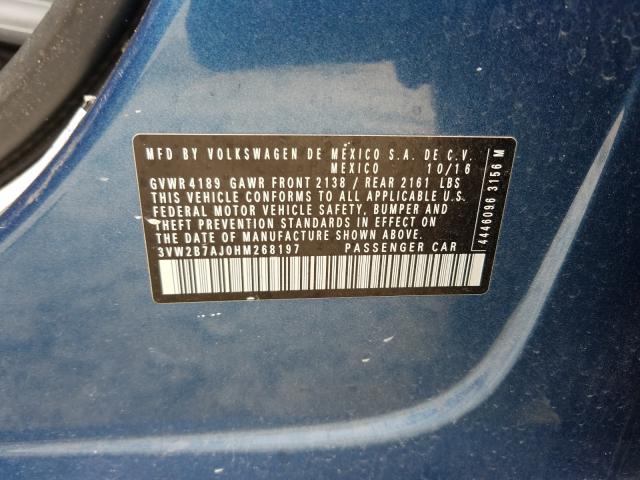 MFD BY VOLKSWAGEN DE MÉXICO S.A. DE C.V.
MEXICO 10/16
GVWR 4189 GAWR FRONT 2138 / REAR 2161 LBS
THIS VEHICLE CONFORMS TO ALL APPLICABLE U.S.
FEDERAL MOTOR VEHICLE SAFETY, BUMPER AND
THEFT PREVENTION STANDARDS IN EFFECT ON
THE DATE OF MANUFACTURE SHOWN ABOVE.
3VW2B7AJ0HM268197 PASSENGER CAR
4446096 3156 M